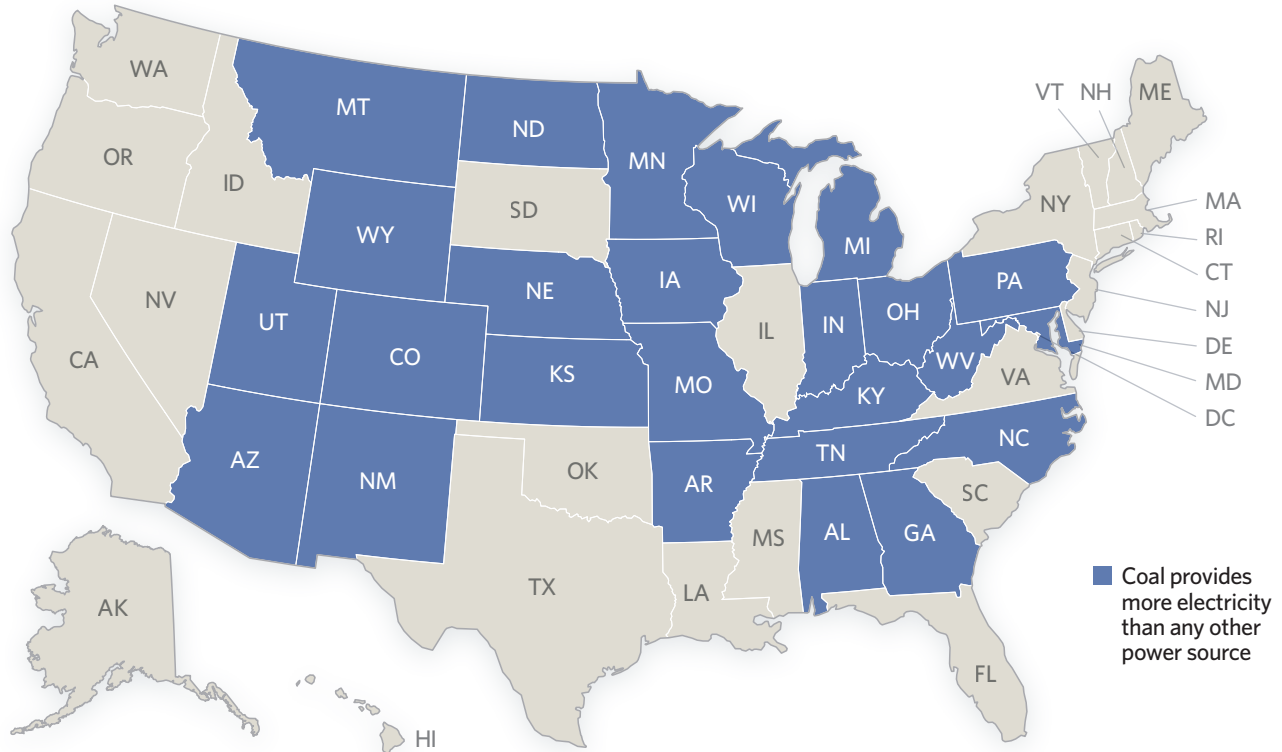 WA
MT
ND
MN
VT NH
ME
OR
ID
SD
WI
MI
NY
MA
RI
CT
NJ
DE
MD
DC
WY
NE
IA
PA
NV
UT
CO
KS
MO
IL
IN
OH
WV
VA
KY
CA
AZ
NM
OK
AR
TN
NC
SC
TX
LA
MS
AL
GA
FL
AK
HI
Coal provides
more electricity
than any other
power source